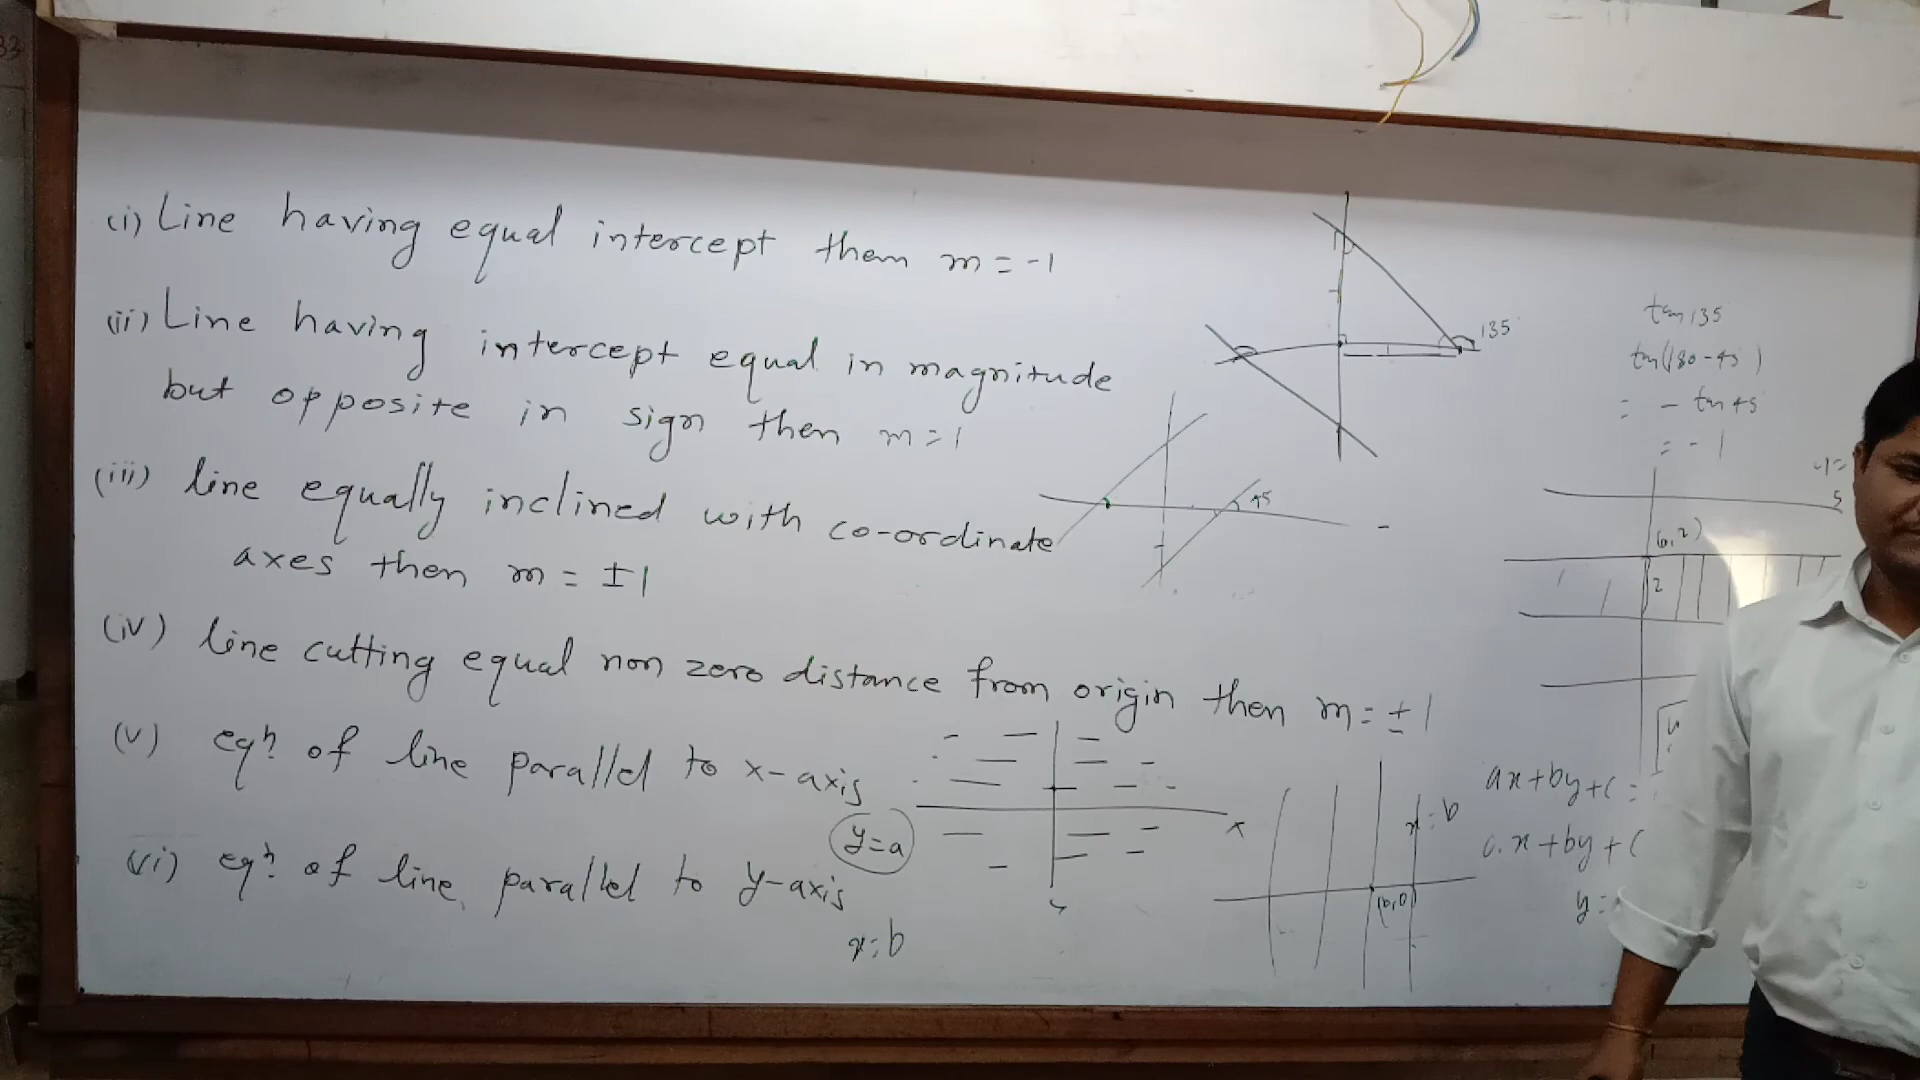 (i) Line having equal intercept them m = -1
(ii) Line having intercept equal in magnitude
but opposite in sign then m = 1
(iii) line equally inclined with co-ordinate
axes then m = ±1
(iv) line cutting equal non zero distance from origin then m = ±1
(v) eqn. of line parallel to x-axis
y=a
(vi) eqn. of line parallel to y-axis
x=b
135
45
x
x=b
(b,0)
tan 135
tan(180-45)
= - tan 45
= -1
5
(0,2)
2
ax+by+c=
0.x+by+c
y=